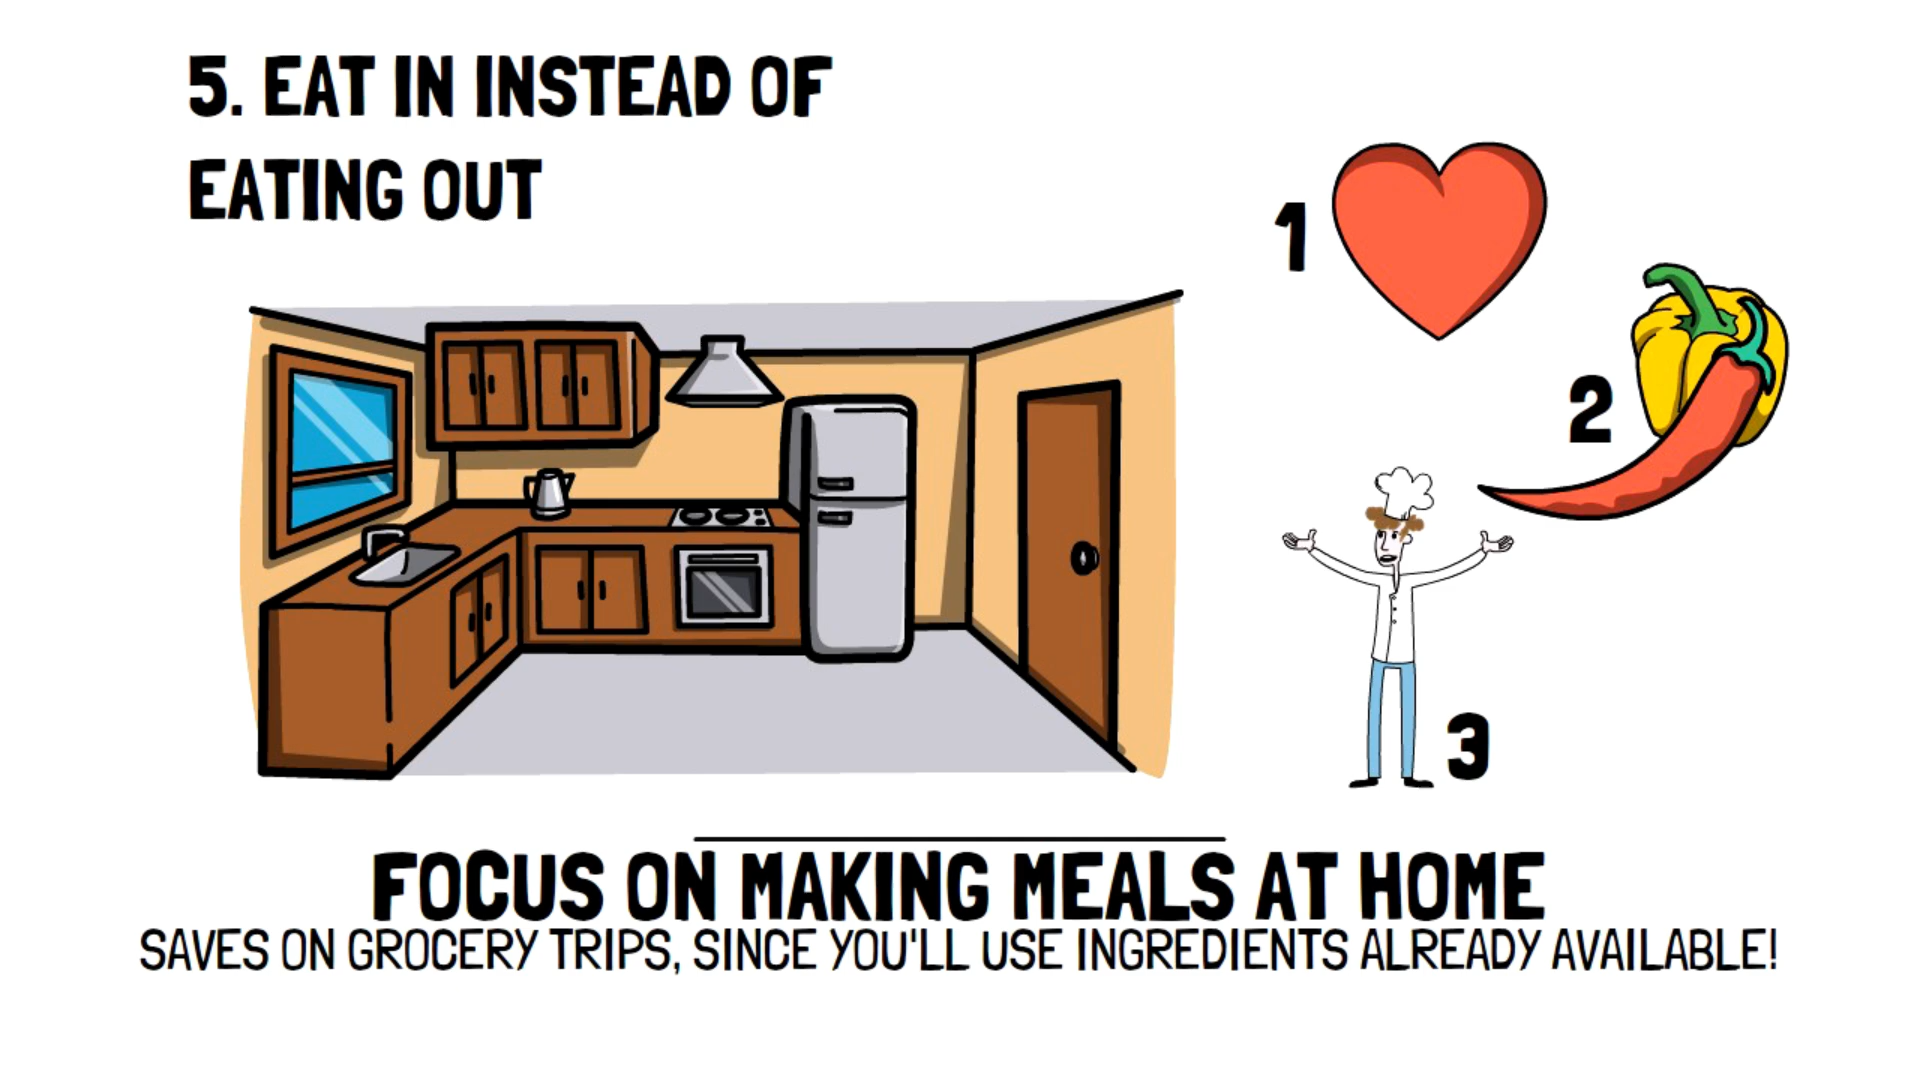 5. EAT IN INSTEAD OF
EATING OUT
1
2
3
FOCUS ON MAKING MEALS AT HOME
SAVES ON GROCERY TRIPS, SINCE YOU'LL USE INGREDIENTS ALREADY AVAILABLE!